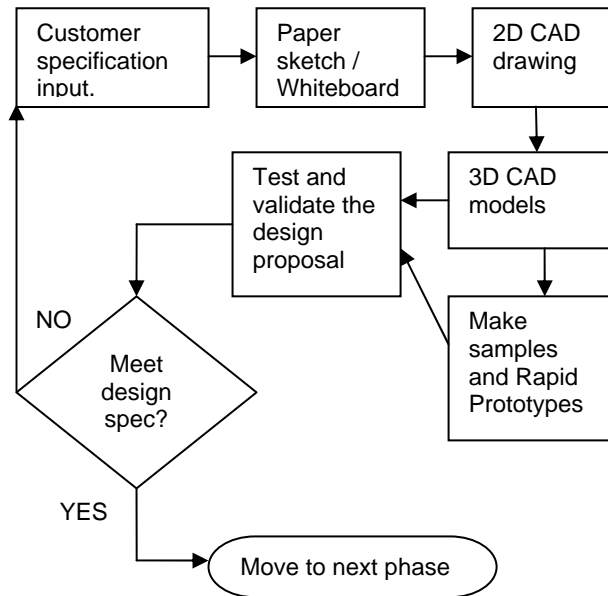 Customer
specification
input.
Paper
sketch /
Whiteboard
2D CAD
drawing
Test and
validate the
design
proposal
3D CAD
models
Make
samples
and Rapid
Prototypes
NO
Meet
design
spec?
YES
Move to next phase